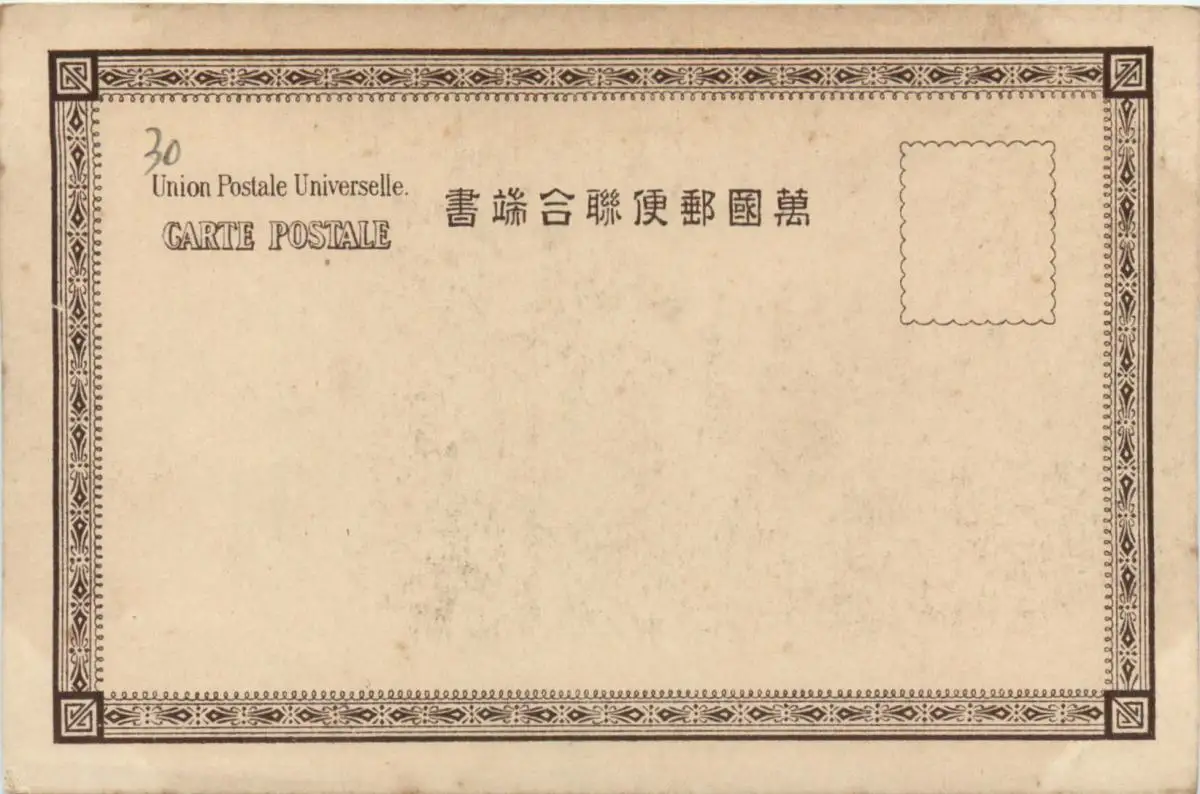 30
Union Postale Universelle.
CARTE POSTALE
萬國郵便聯合端書